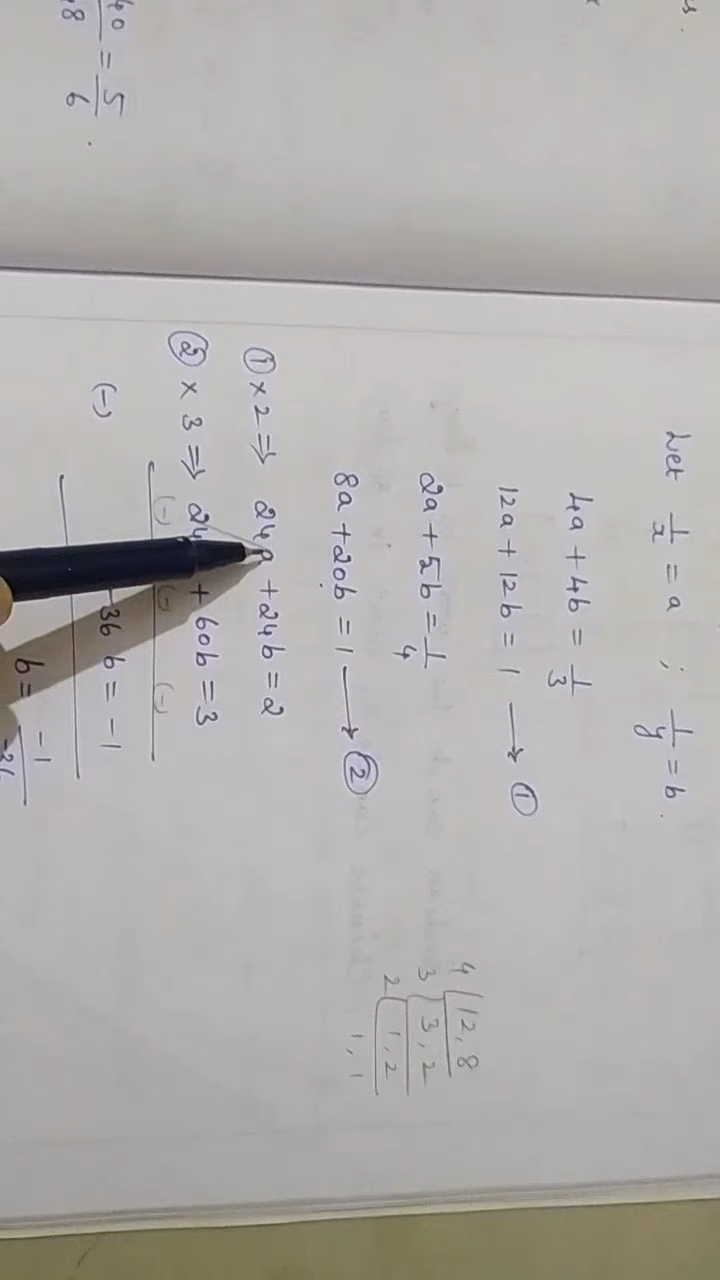 40/48 = 5/6 .
Let 1/x = a ; 1/y = b .
4a + 4b = 1/3
12a + 12b = 1 → ①
2a + 5b = 1/4
8a + 20b = 1 → ②
① × 2 ⇒ 24a + 24b = 2
② × 3 ⇒ 24 + 60b = 3
(-) (-) (-)
(-) 36 b = -1
b = -1/-36
4 | 12, 8
3 | 3, 2
2 | 1, 2
1, 1